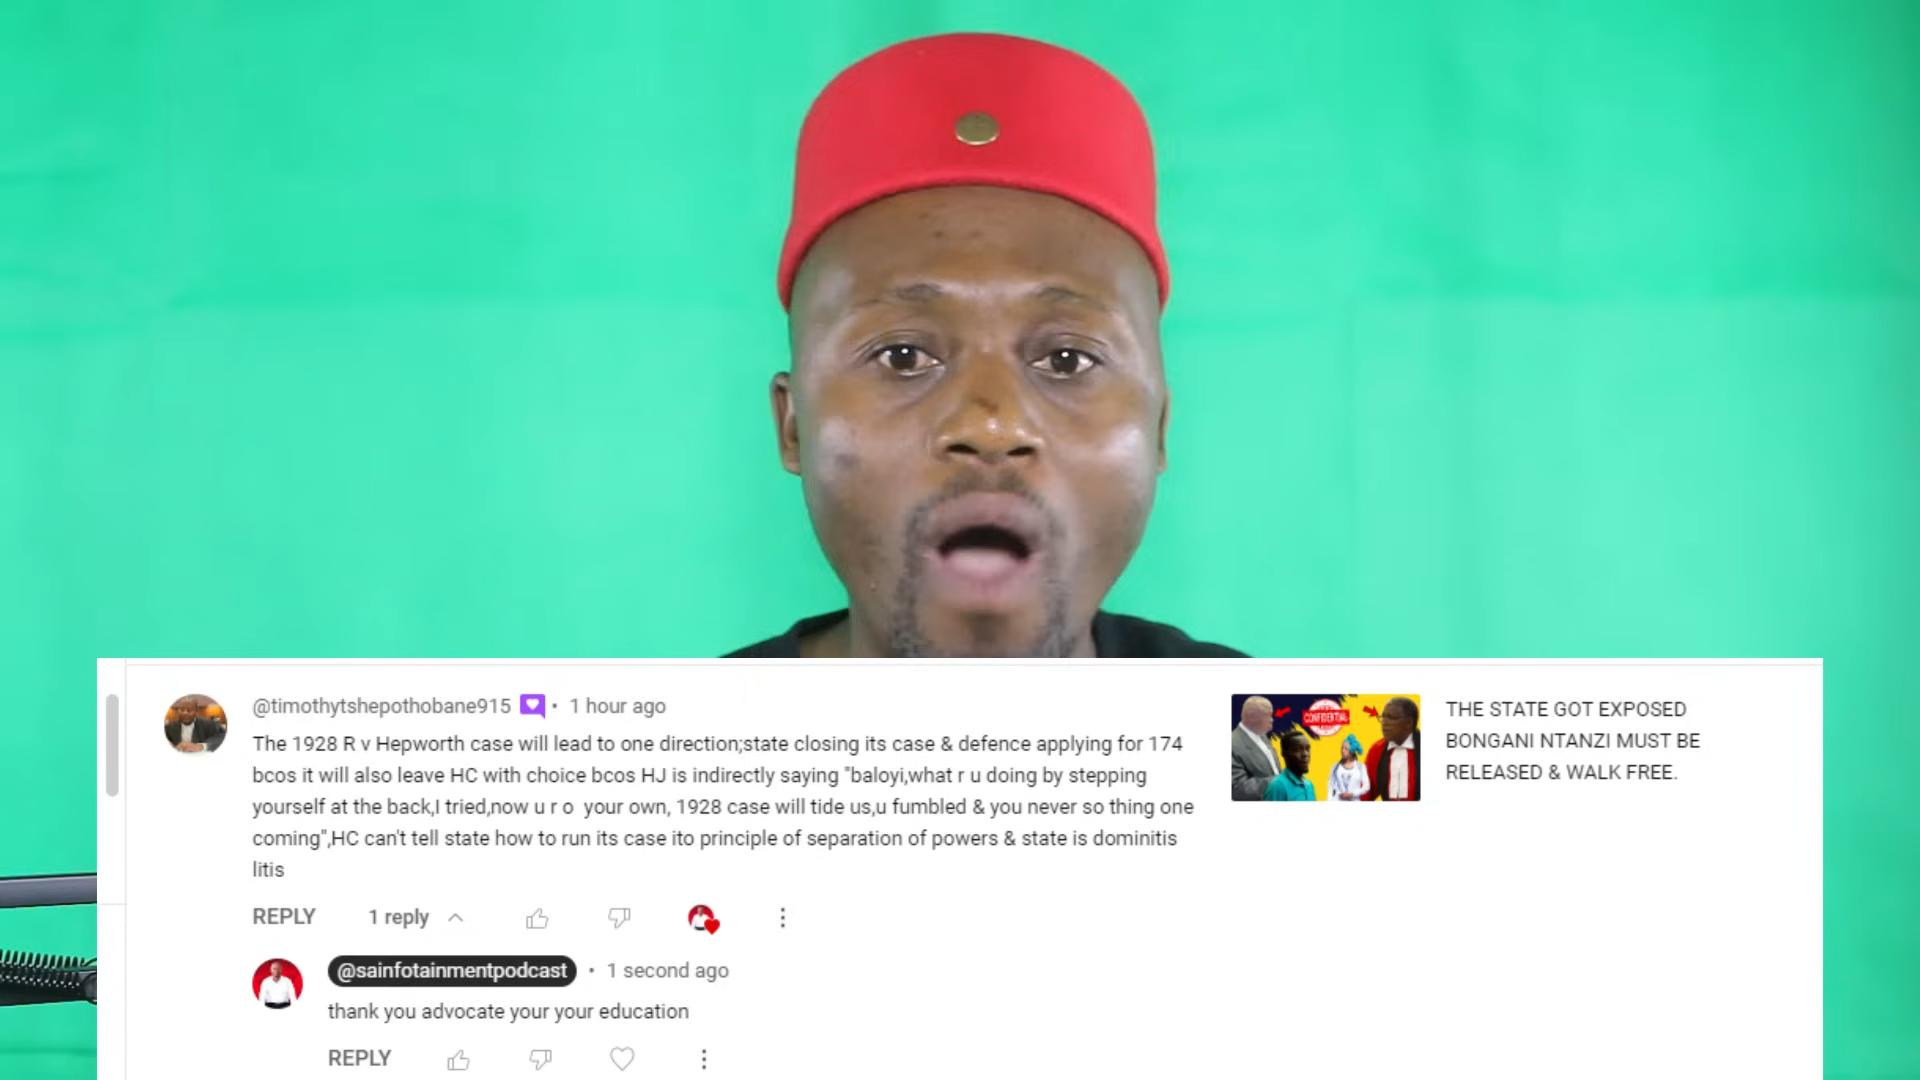 @timothytshepothobane915 • 1 hour ago
The 1928 R v Hepworth case will lead to one direction;state closing its case & defence applying for 174
bcos it will also leave HC with choice bcos HJ is indirectly saying "baloyi,what r u doing by stepping
yourself at the back,I tried,now u r o  your own, 1928 case will tide us,u fumbled & you never so thing one
coming",HC can't tell state how to run its case ito principle of separation of powers & state is dominitis
litis
REPLY 1 reply
@sainfotainmentpodcast • 1 second ago
thank you advocate your your education
REPLY
CONFIDENTIAL
THE STATE GOT EXPOSED
BONGANI NTANZI MUST BE
RELEASED & WALK FREE.